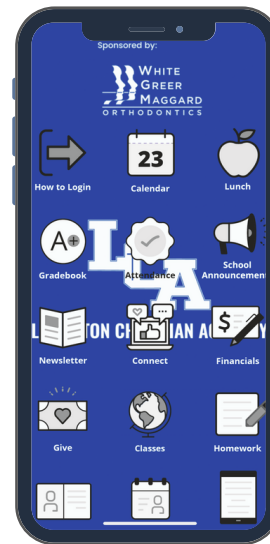 Sponsored by:
WHITE
GREER
MAGGARD
ORTHODONTICS
23
How to Login
Calendar
Lunch
A+
Gradebook
Attendance
School
Announcement
LCA
$
Newsletter
Connect
Financials
Give
Classes
Homework